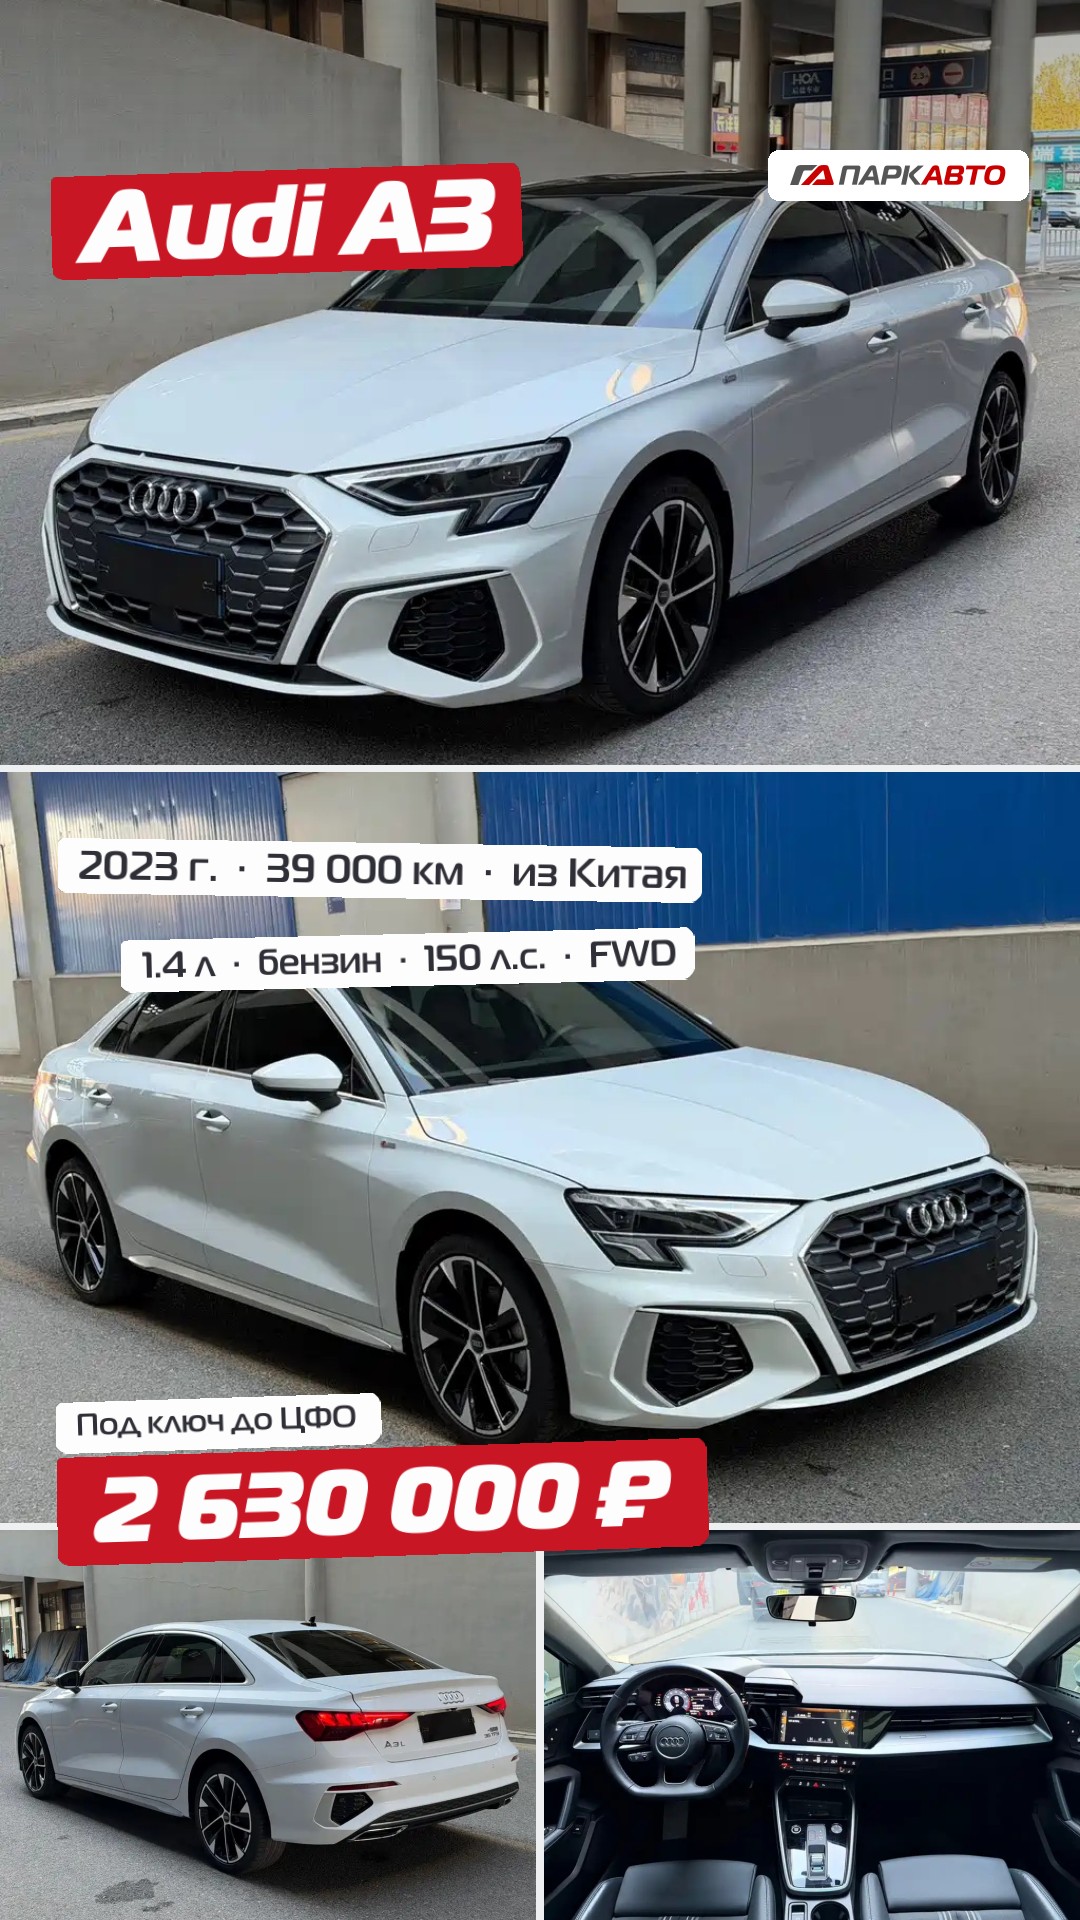 Audi A3
ПАРКАВТО
2023 г. · 39 000 км · из Китая
1.4 л · бензин · 150 л.с. · FWD
Под ключ до ЦФО
2 630 000 ₽
A3L